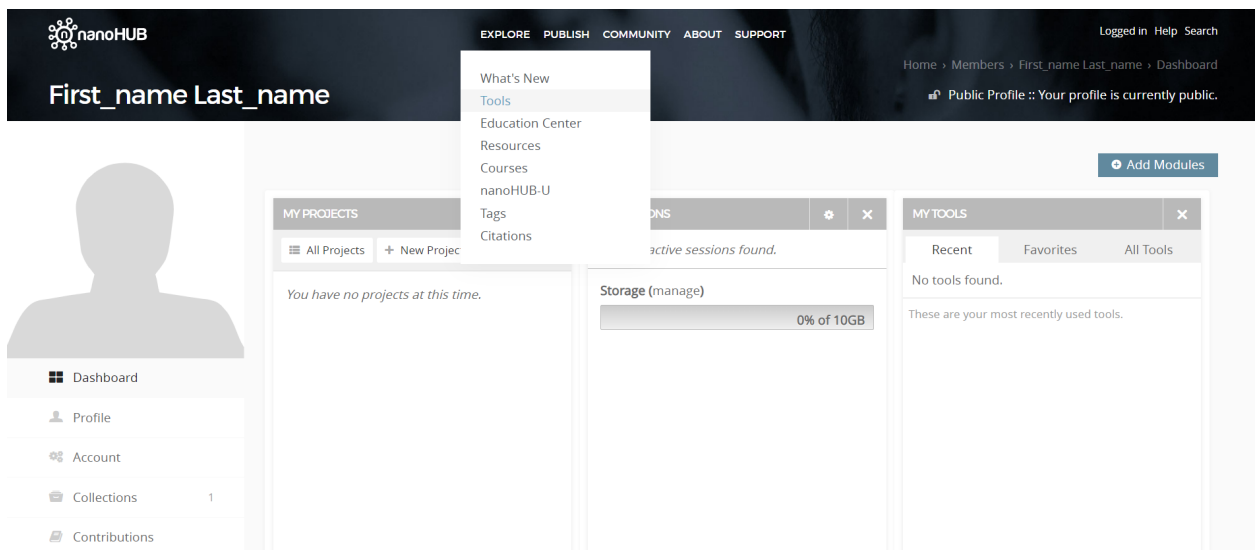 nanoHUB
EXPLORE PUBLISH COMMUNITY ABOUT SUPPORT
Logged in Help Search
Home › Members › First_name Last_name › Dashboard
First_name Last_name
Public Profile :: Your profile is currently public.
What's New
Tools
Education Center
Resources
Courses
nanoHUB-U
Tags
Citations
Add Modules
Dashboard
Profile
Account
Collections 1
Contributions
MY PROJECTS
All Projects + New Projec
You have no projects at this time.
ONS
active sessions found.
Storage (manage)
0% of 10GB
MY TOOLS
Recent Favorites All Tools
No tools found.
These are your most recently used tools.